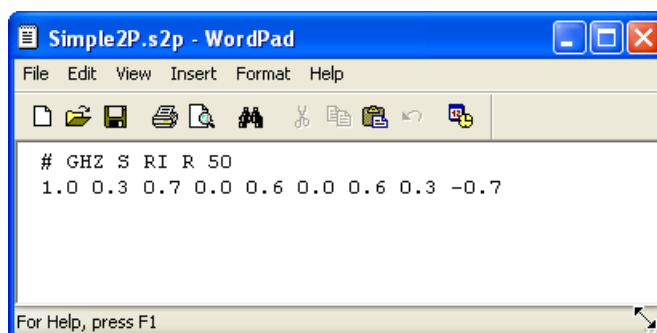 Simple2P.s2p - WordPad
File Edit View Insert Format Help
# GHZ S RI R 50
1.0 0.3 0.7 0.0 0.6 0.0 0.6 0.3 -0.7
For Help, press F1